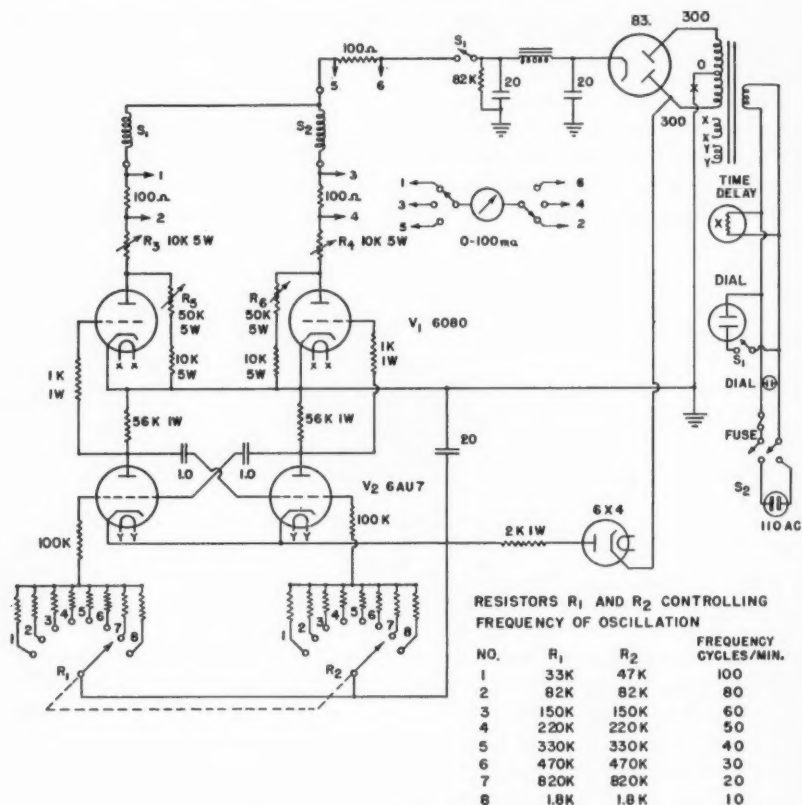 83.
300
100Ω
S1
5
6
82K
20
20
O
X
300
X
X
Y
Y
S1
S2
1
3
100Ω
100Ω
2
4
1
3
5
6
4
2
0-100ma
TIME
DELAY
X
R3 10K 5W
R4 10K 5W
DIAL
R5
50K
5W
R6
50K
5W
V1 6080
S1
10K
5W
10K
5W
X X
X X
1K
1W
1K
1W
DIAL
56K 1W
56K 1W
20
FUSE
1.0
1.0
V2 6AU7
S2
110 AC
6X4
100K
100K
Y Y
Y Y
2K 1W
1 2 3 4 5 6 7 8
1 2 3 4 5 6 7 8
R1
R2
RESISTORS R1 AND R2 CONTROLLING
FREQUENCY OF OSCILLATION
NO. R1 R2 FREQUENCY CYCLES/MIN.
1 33K 47K 100
2 82K 82K 80
3 150K 150K 60
4 220K 220K 50
5 330K 330K 40
6 470K 470K 30
7 820K 820K 20
8 1.8K 1.8K 10